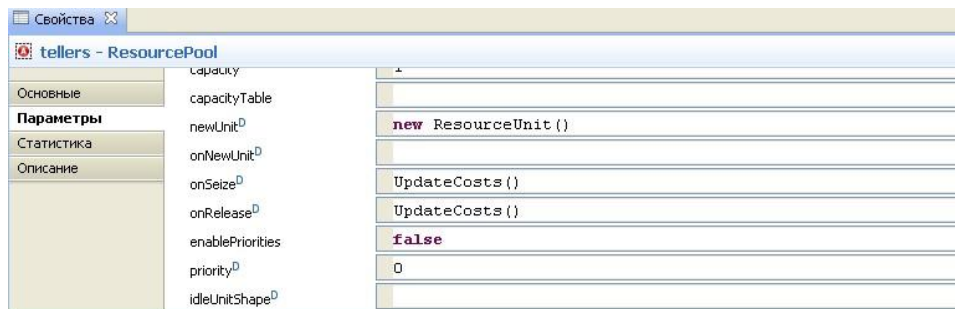 Свойства
tellers - ResourcePool
capacity 1
Основные
capacityTable
Параметры
newUnitD new ResourceUnit()
Статистика
onNewUnitD
Описание
onSeizeD UpdateCosts()
onReleaseD UpdateCosts()
enablePriorities false
priorityD 0
idleUnitShapeD